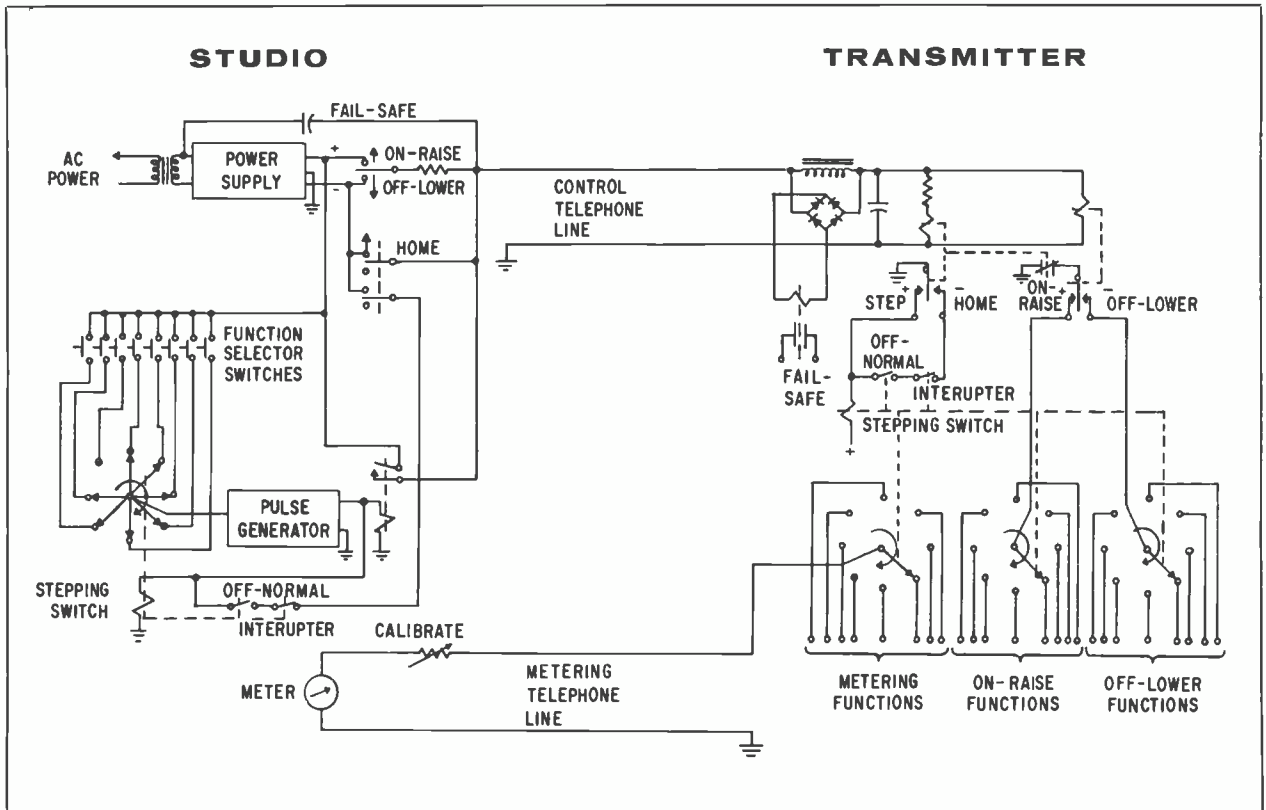 STUDIO
TRANSMITTER
FAIL-SAFE
AC
POWER
POWER
SUPPLY
+
-
ON-RAISE
OFF-LOWER
HOME
CONTROL
TELEPHONE
LINE
FUNCTION
SELECTOR
SWITCHES
PULSE
GENERATOR
STEPPING
SWITCH
OFF-NORMAL
INTERUPTER
CALIBRATE
METER
METERING
TELEPHONE
LINE
STEP
+
-
HOME
ON-
RAISE
+
-
OFF-LOWER
OFF-
NORMAL
INTERUPTER
FAIL-
SAFE
STEPPING SWITCH
+
METERING
FUNCTIONS
ON-RAISE
FUNCTIONS
OFF-LOWER
FUNCTIONS